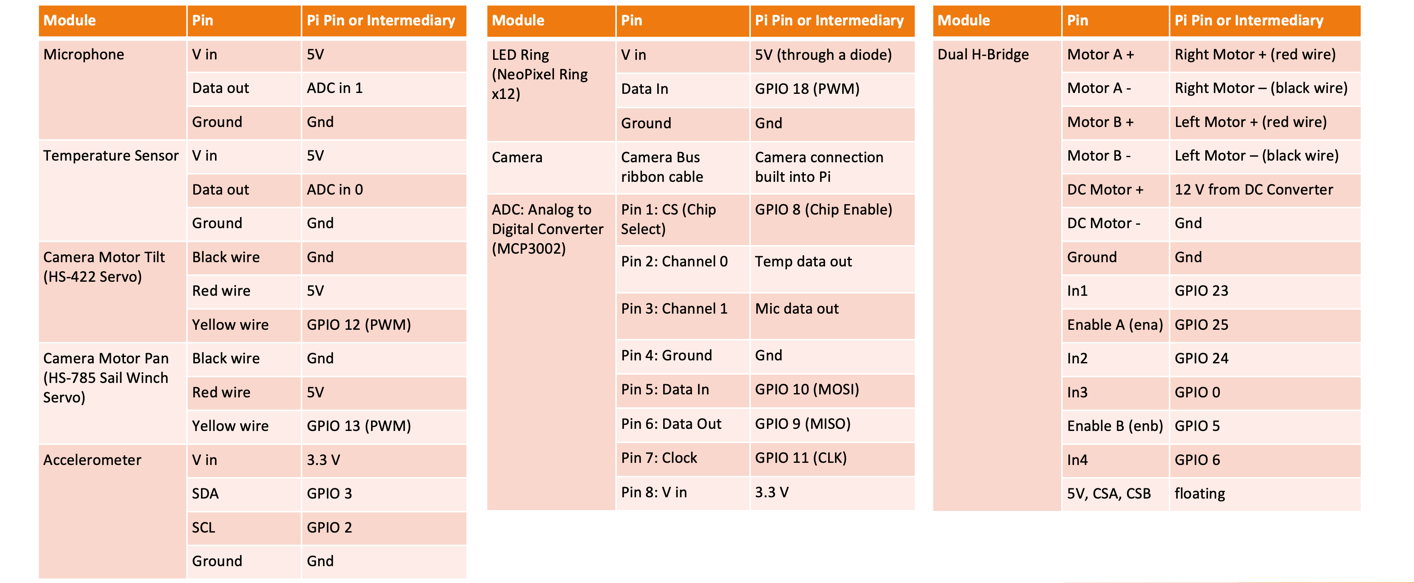 Module Pin Pi Pin or Intermediary
Microphone V in 5V
Data out ADC in 1
Ground Gnd
Temperature Sensor V in 5V
Data out ADC in 0
Ground Gnd
Camera Motor Tilt
(HS-422 Servo)
Black wire Gnd
Red wire 5V
Yellow wire GPIO 12 (PWM)
Camera Motor Pan
(HS-785 Sail Winch
Servo)
Black wire Gnd
Red wire 5V
Yellow wire GPIO 13 (PWM)
Accelerometer V in 3.3 V
SDA GPIO 3
SCL GPIO 2
Ground Gnd
Module Pin Pi Pin or Intermediary
LED Ring
(NeoPixel Ring
x12)
V in 5V (through a diode)
Data In GPIO 18 (PWM)
Ground Gnd
Camera
Camera Bus
ribbon cable
Camera connection
built into Pi
ADC: Analog to
Digital Converter
(MCP3002)
Pin 1: CS (Chip
Select)
GPIO 8 (Chip Enable)
Pin 2: Channel 0 Temp data out
Pin 3: Channel 1 Mic data out
Pin 4: Ground Gnd
Pin 5: Data In GPIO 10 (MOSI)
Pin 6: Data Out GPIO 9 (MISO)
Pin 7: Clock GPIO 11 (CLK)
Pin 8: V in 3.3 V
Module Pin Pi Pin or Intermediary
Dual H-Bridge Motor A + Right Motor + (red wire)
Motor A - Right Motor – (black wire)
Motor B + Left Motor + (red wire)
Motor B - Left Motor – (black wire)
DC Motor + 12 V from DC Converter
DC Motor - Gnd
Ground Gnd
In1 GPIO 23
Enable A (ena) GPIO 25
In2 GPIO 24
In3 GPIO 0
Enable B (enb) GPIO 5
In4 GPIO 6
5V, CSA, CSB floating